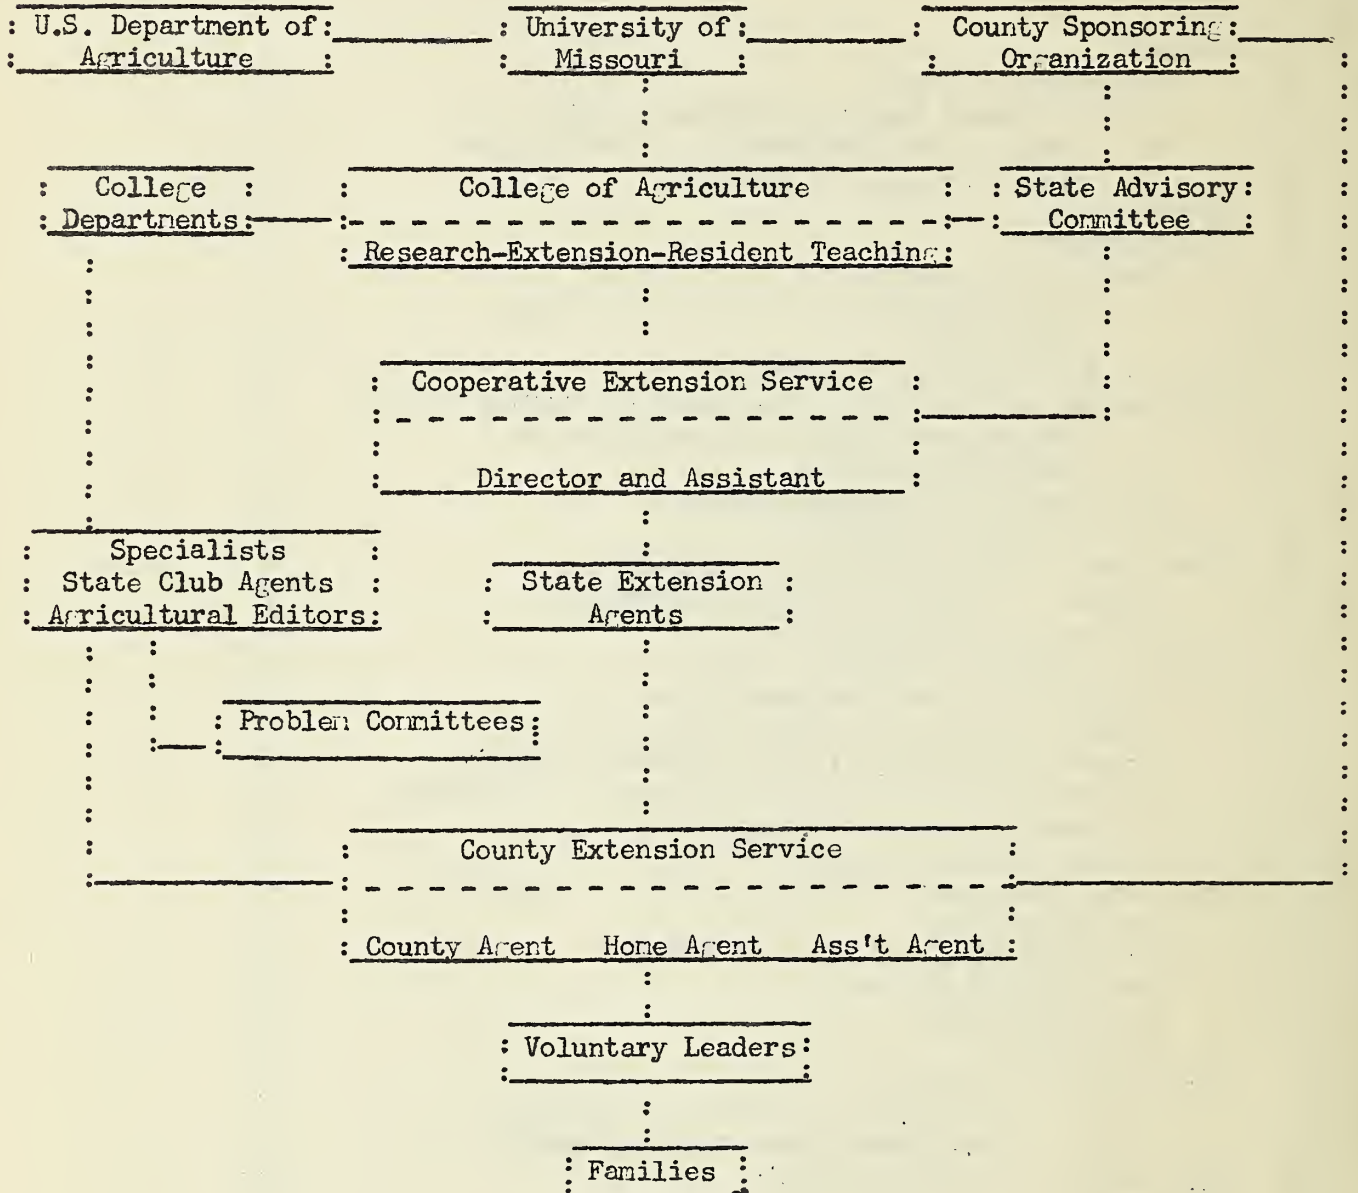 U.S. Department of
Agriculture
University of
Missouri
County Sponsoring
Organization
College
Departments
College of Agriculture
Research-Extension-Resident Teaching
State Advisory
Committee
Cooperative Extension Service
Director and Assistant
Specialists
State Club Agents
Agricultural Editors
State Extension
Agents
Problem Committees
County Extension Service
County Agent Home Agent Ass't Agent
Voluntary Leaders
Families